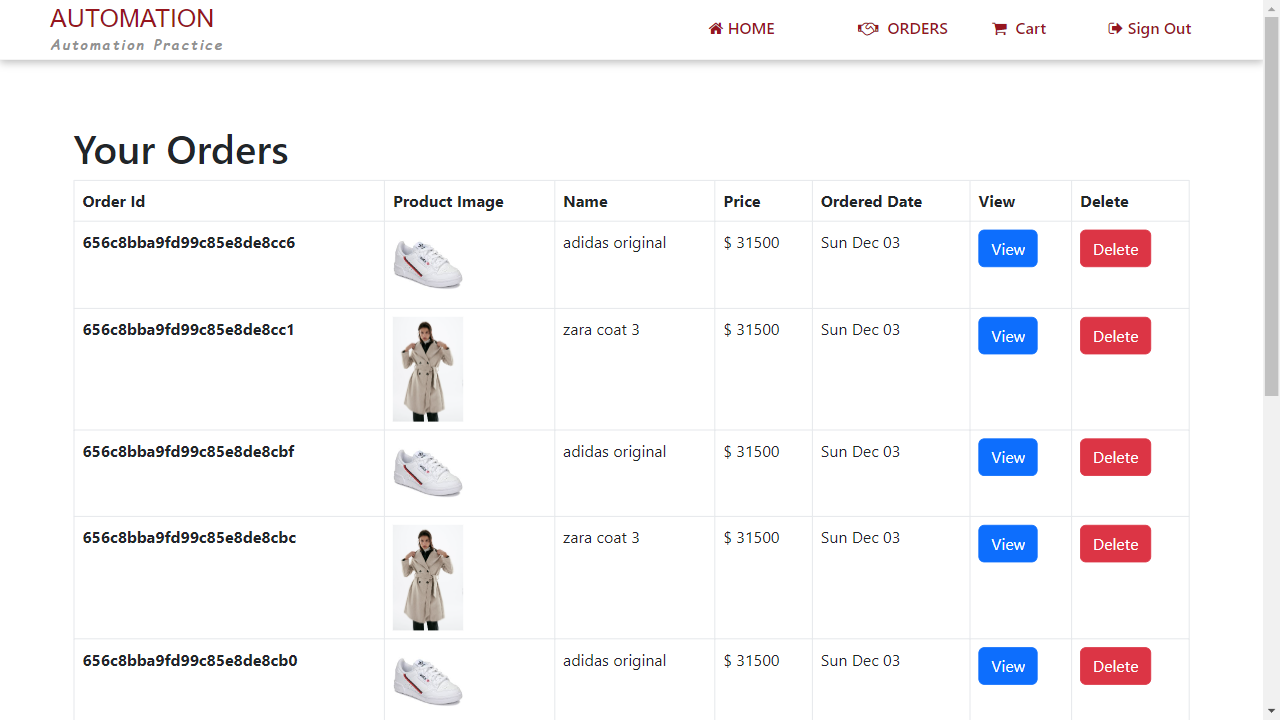 AUTOMATION
Automation Practice
HOME ORDERS Cart Sign Out
Your Orders
Order Id Product Image Name Price Ordered Date View Delete
656c8bba9fd99c85e8de8cc6 adidas original $ 31500 Sun Dec 03 View Delete
656c8bba9fd99c85e8de8cc1 zara coat 3 $ 31500 Sun Dec 03 View Delete
656c8bba9fd99c85e8de8cbf adidas original $ 31500 Sun Dec 03 View Delete
656c8bba9fd99c85e8de8cbc zara coat 3 $ 31500 Sun Dec 03 View Delete
656c8bba9fd99c85e8de8cb0 adidas original $ 31500 Sun Dec 03 View Delete